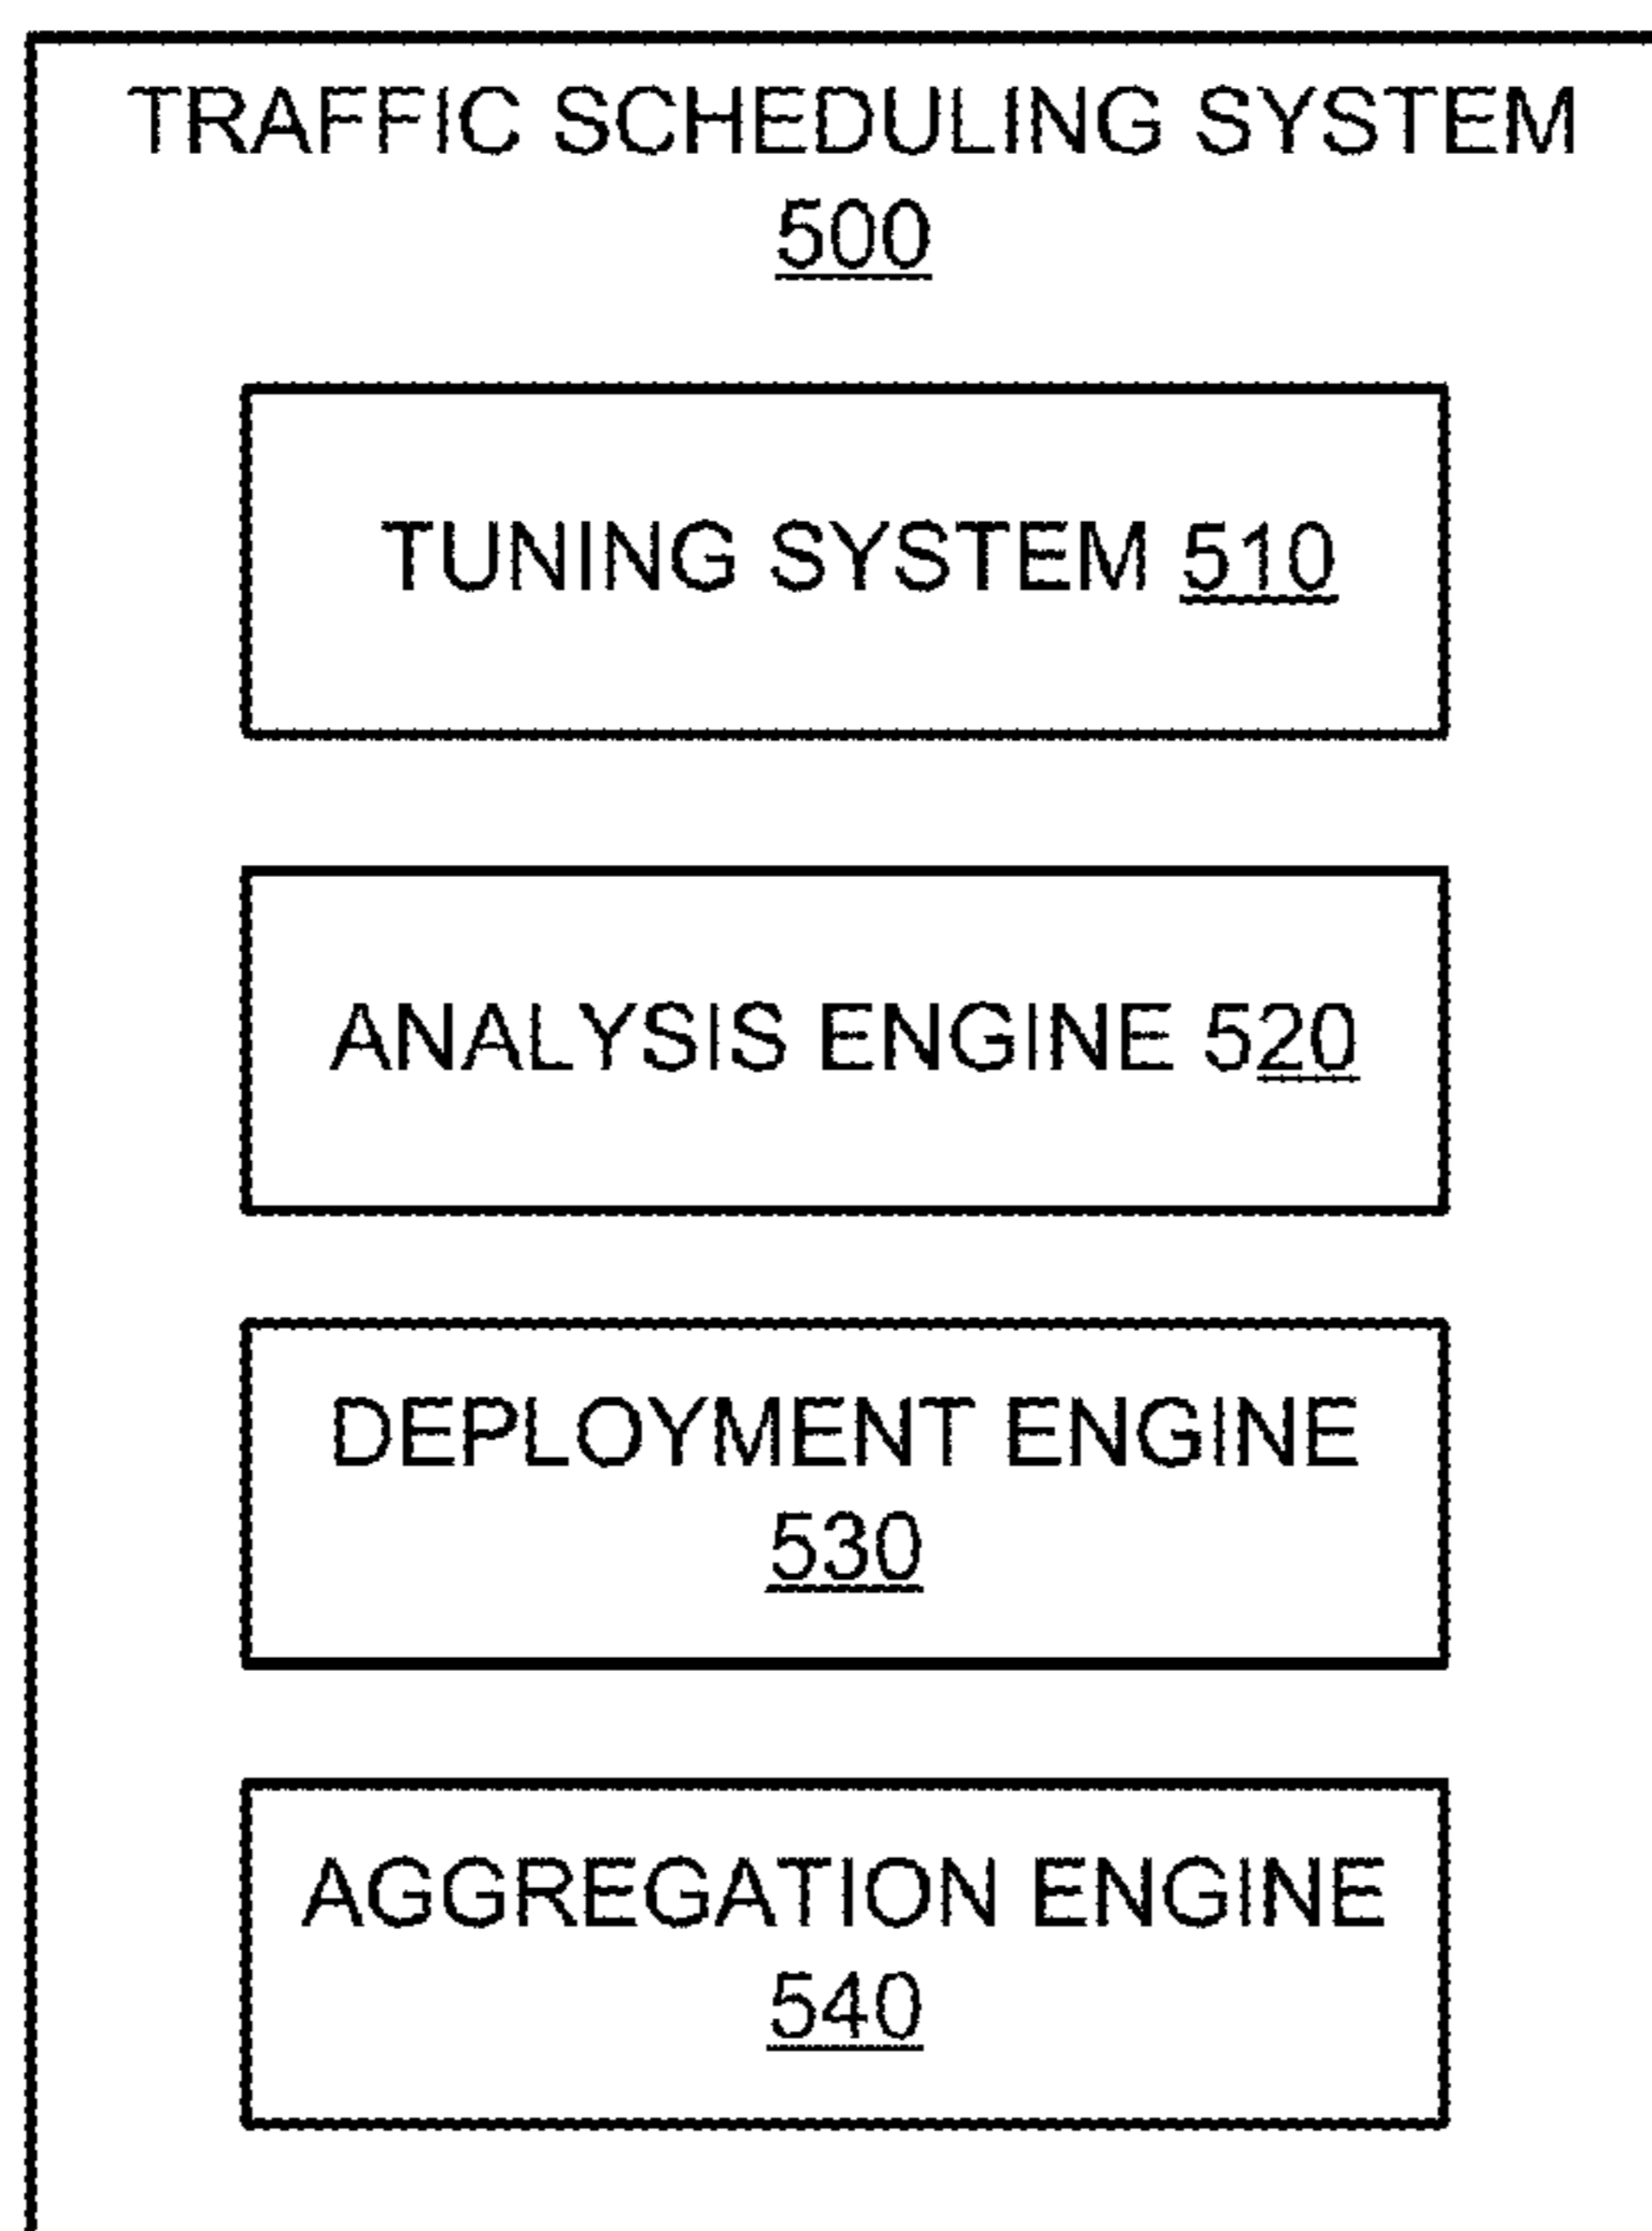 TRAFFIC SCHEDULING SYSTEM
500
TUNING SYSTEM 510
ANALYSIS ENGINE 520
DEPLOYMENT ENGINE
530
AGGREGATION ENGINE
540